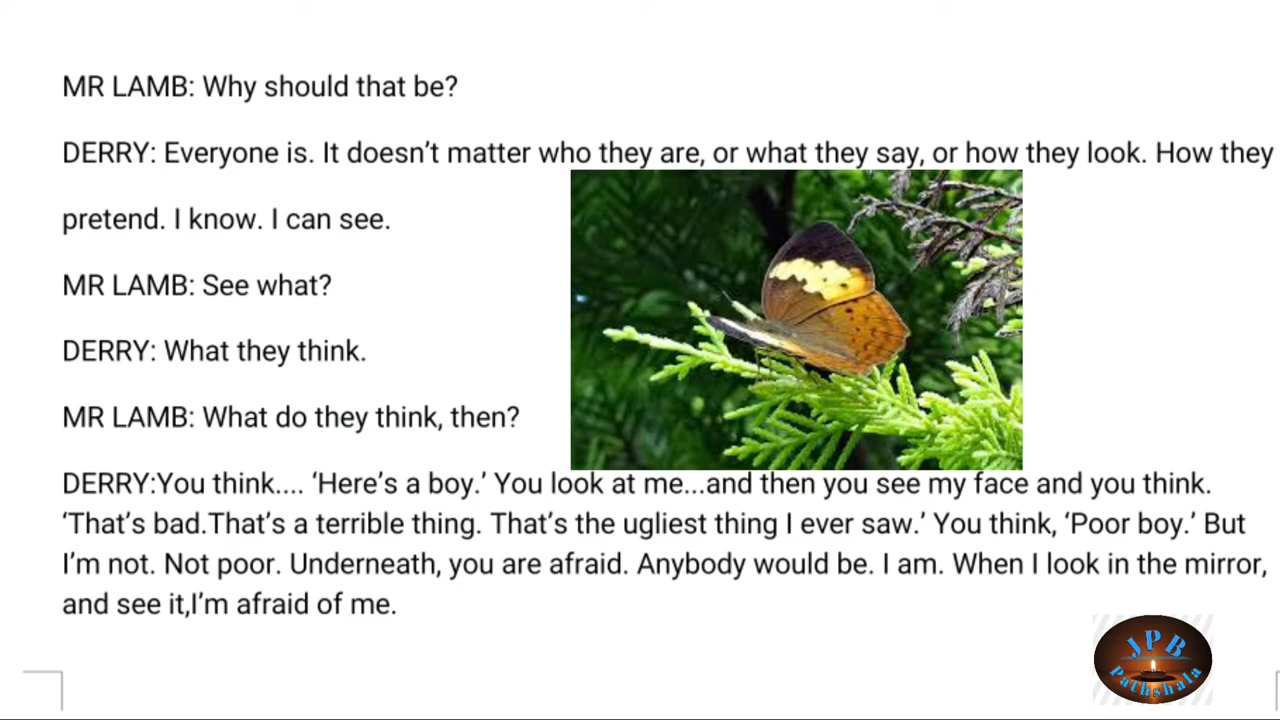 MR LAMB: Why should that be?
DERRY: Everyone is. It doesn’t matter who they are, or what they say, or how they look. How they
pretend. I know. I can see.
MR LAMB: See what?
DERRY: What they think.
MR LAMB: What do they think, then?
DERRY:You think.... ‘Here’s a boy.’ You look at me...and then you see my face and you think.
‘That’s bad.That’s a terrible thing. That’s the ugliest thing I ever saw.’ You think, ‘Poor boy.’ But
I’m not. Not poor. Underneath, you are afraid. Anybody would be. I am. When I look in the mirror,
and see it,I’m afraid of me.
JPB
Pathshala